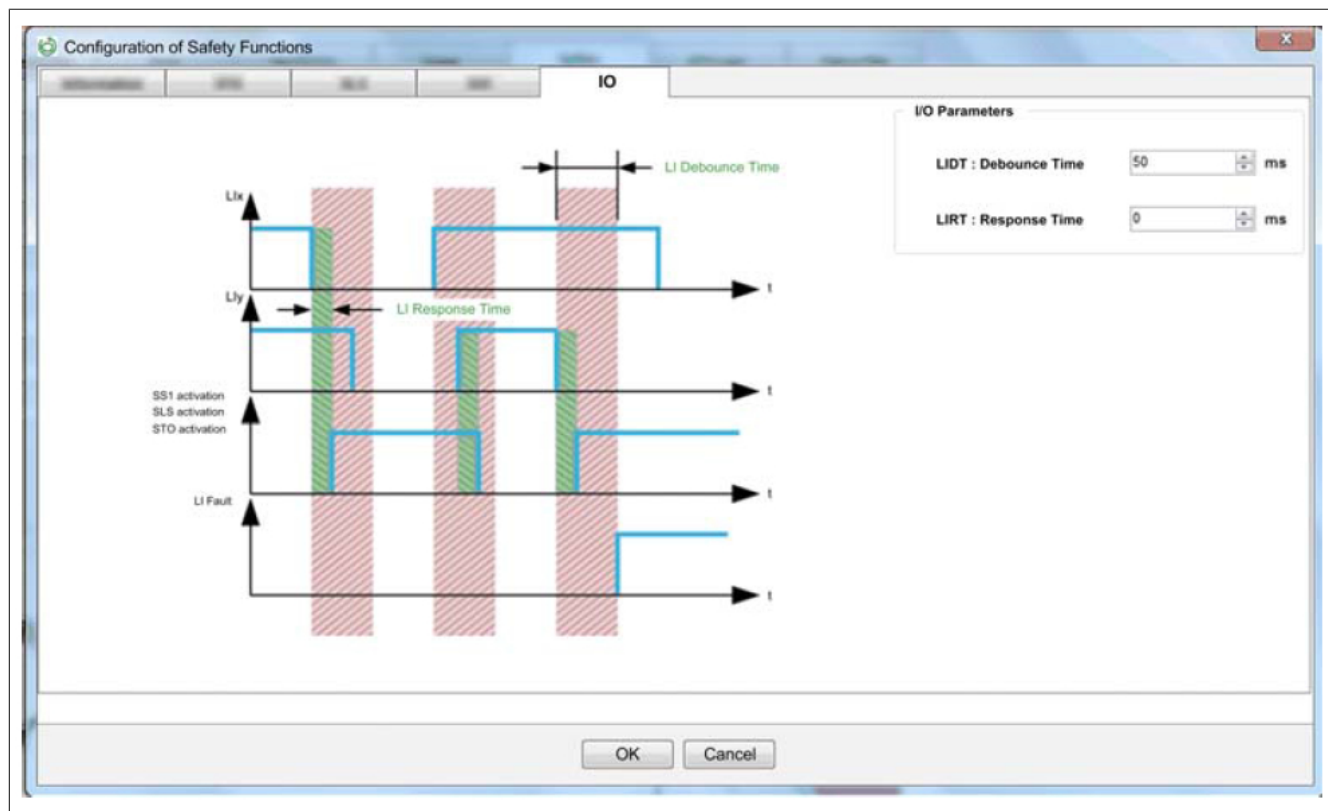 Configuration of Safety Functions
IO
I/O Parameters
LIDT : Debounce Time 50 ms
LIRT : Response Time 0 ms
LI Debounce Time
LIx
t
LIy
LI Response Time
t
SS1 activation
SLS activation
STO activation
t
LI Fault
t
OK
Cancel